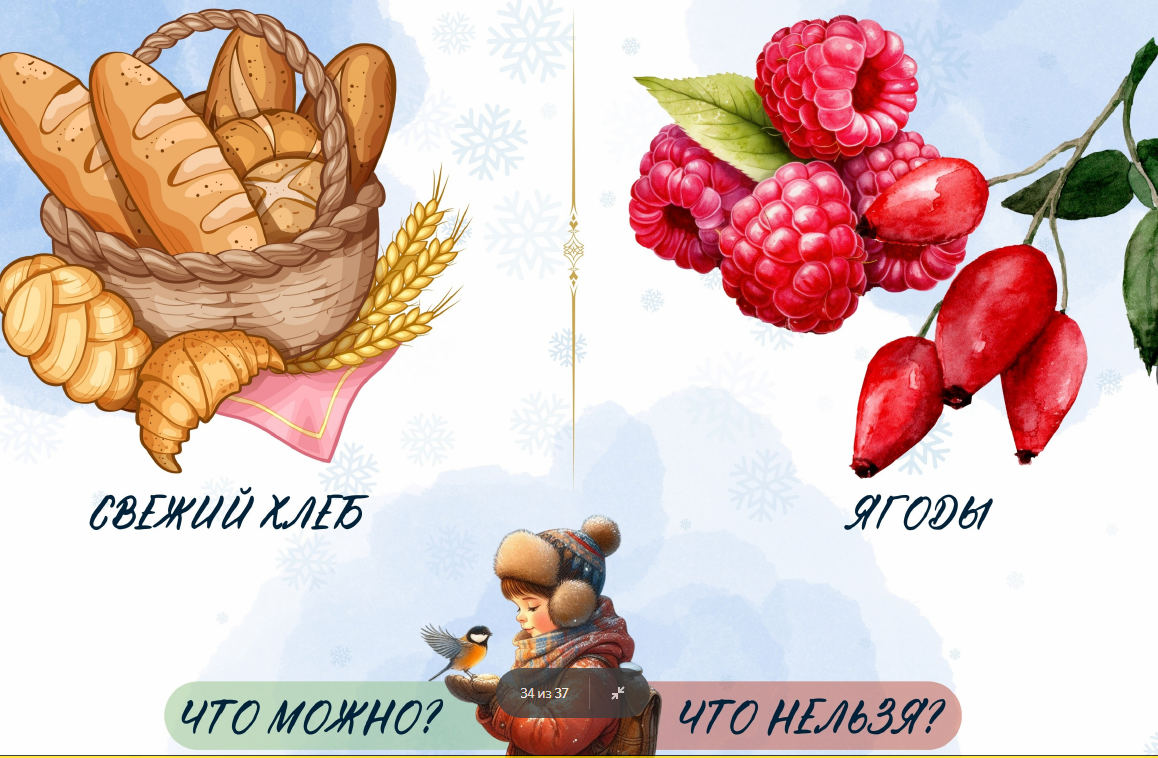 СВЕЖИЙ ХЛЕБ
ЯГОДЫ
34 из 37
ЧТО МОЖНО?
ЧТО НЕЛЬЗЯ?